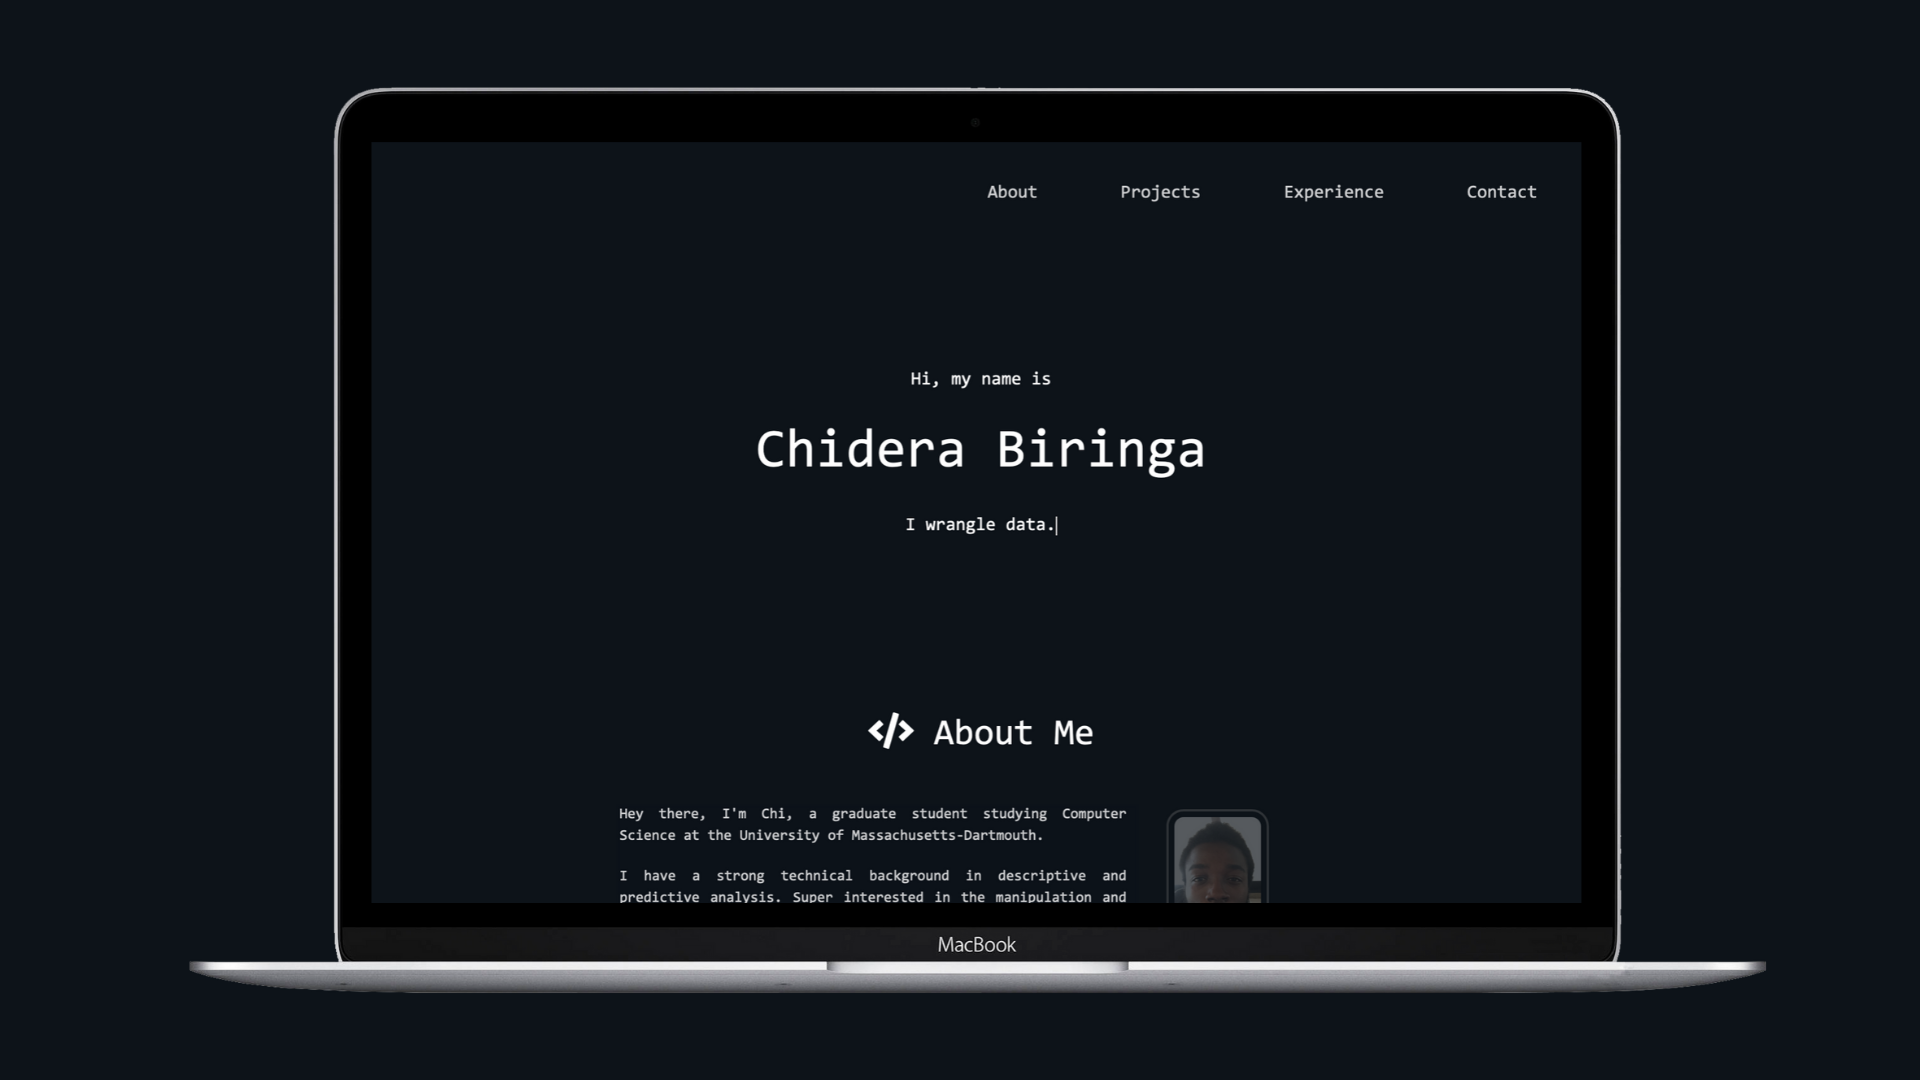 About Projects Experience Contact
Hi, my name is
Chidera Biringa
I wrangle data.
</> About Me
Hey there, I'm Chi, a graduate student studying Computer
Science at the University of Massachusetts-Dartmouth.
I have a strong technical background in descriptive and
predictive analysis. Super interested in the manipulation and
MacBook